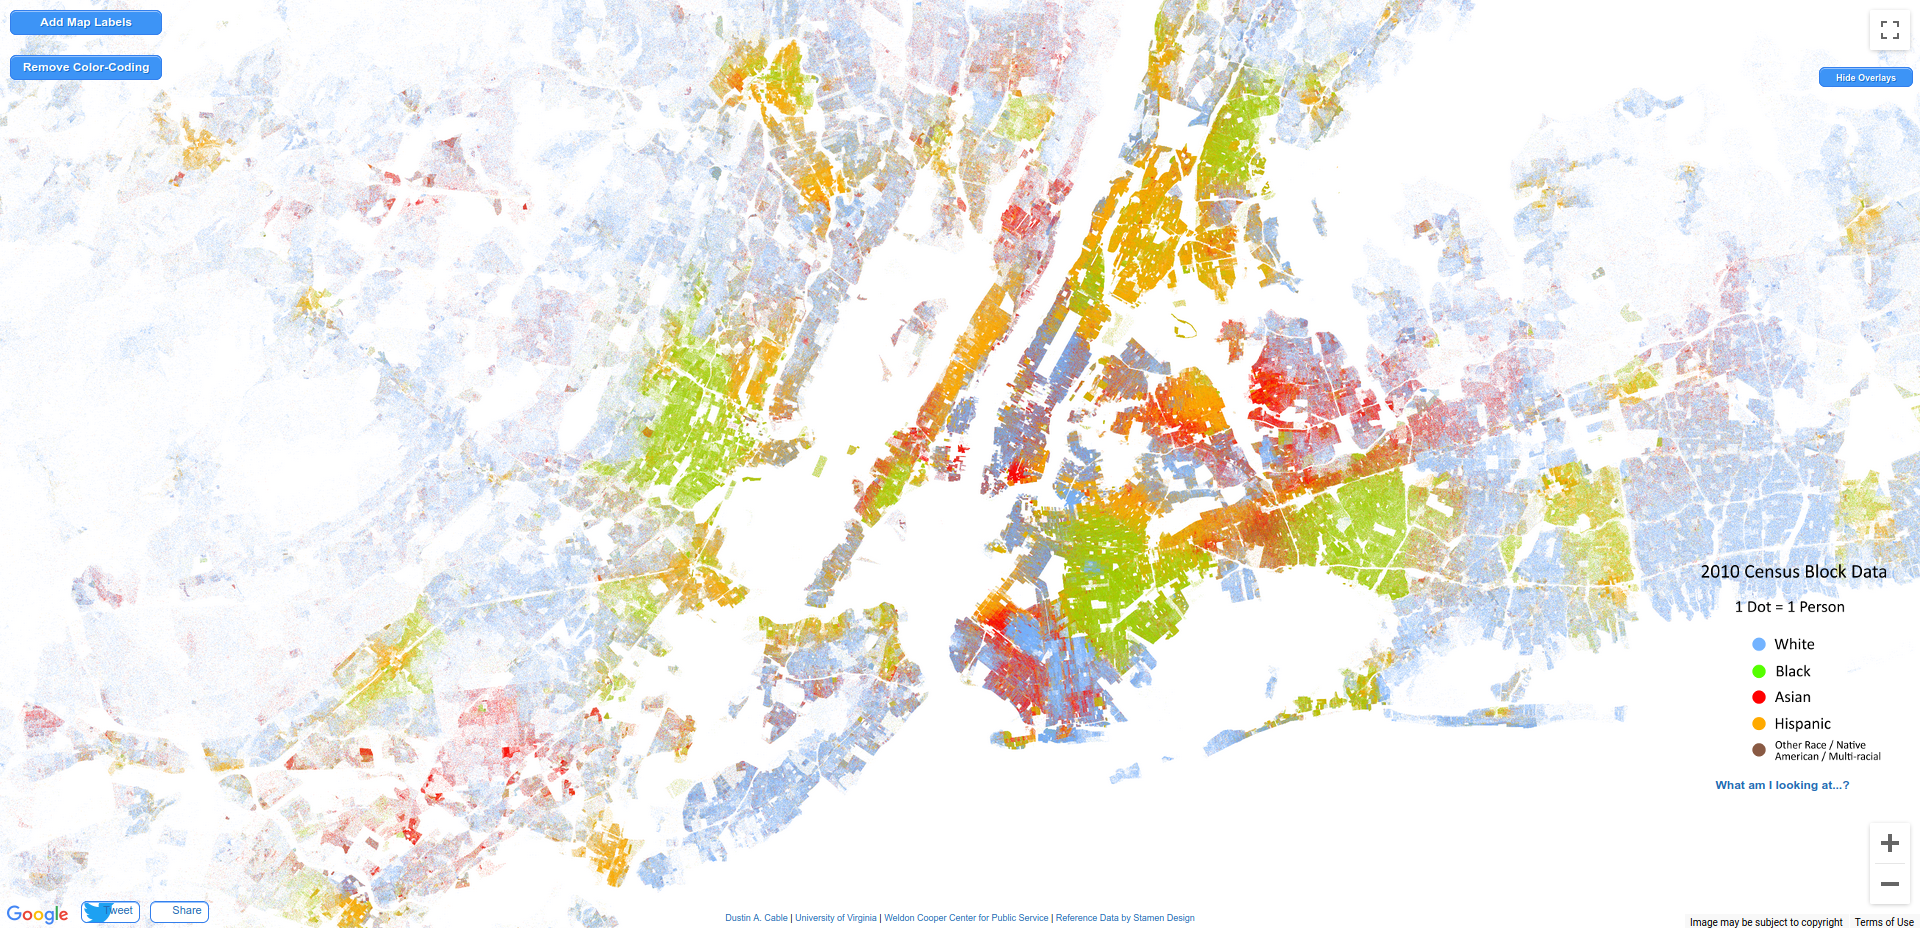 Add Map Labels
Remove Color-Coding
Hide Overlays
2010 Census Block Data
1 Dot = 1 Person
White
Black
Asian
Hispanic
Other Race / Native
American / Multi-racial
What am I looking at...?
Google
Tweet
Share
Dustin A. Cable | University of Virginia | Weldon Cooper Center for Public Service | Reference Data by Stamen Design
Image may be subject to copyright
Terms of Use